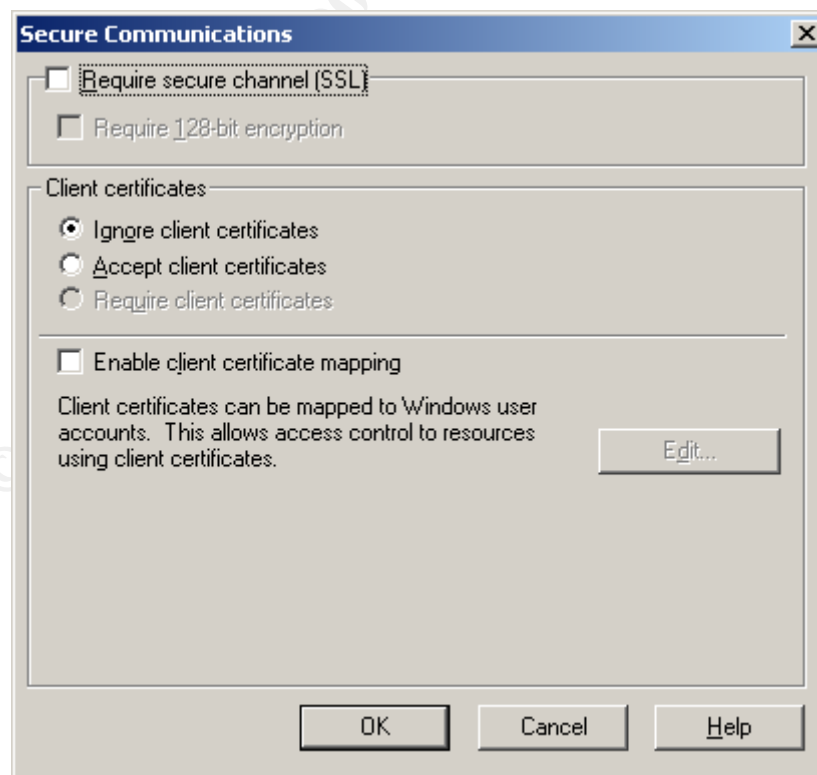 Secure Communications
Require secure channel (SSL)
Require 128-bit encryption
Client certificates
Ignore client certificates
Accept client certificates
Require client certificates
Enable client certificate mapping
Client certificates can be mapped to Windows user
accounts. This allows access control to resources
using client certificates.
Edit...
OK
Cancel
Help